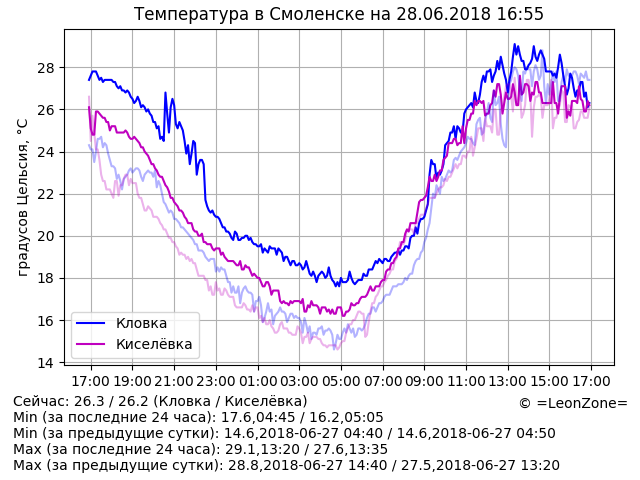 Температура в Смоленске на 28.06.2018 16:55
градусов Цельсия, °C
28
26
24
22
20
18
16
14
Кловка
Киселёвка
17:00 19:00 21:00 23:00 01:00 03:00 05:00 07:00 09:00 11:00 13:00 15:00 17:00
Сейчас: 26.3 / 26.2 (Кловка / Киселёвка)
© =LeonZone=
Min (за последние 24 часа): 17.6,04:45 / 16.2,05:05
Min (за предыдущие сутки): 14.6,2018-06-27 04:40 / 14.6,2018-06-27 04:50
Max (за последние 24 часа): 29.1,13:20 / 27.6,13:35
Max (за предыдущие сутки): 28.8,2018-06-27 14:40 / 27.5,2018-06-27 13:20